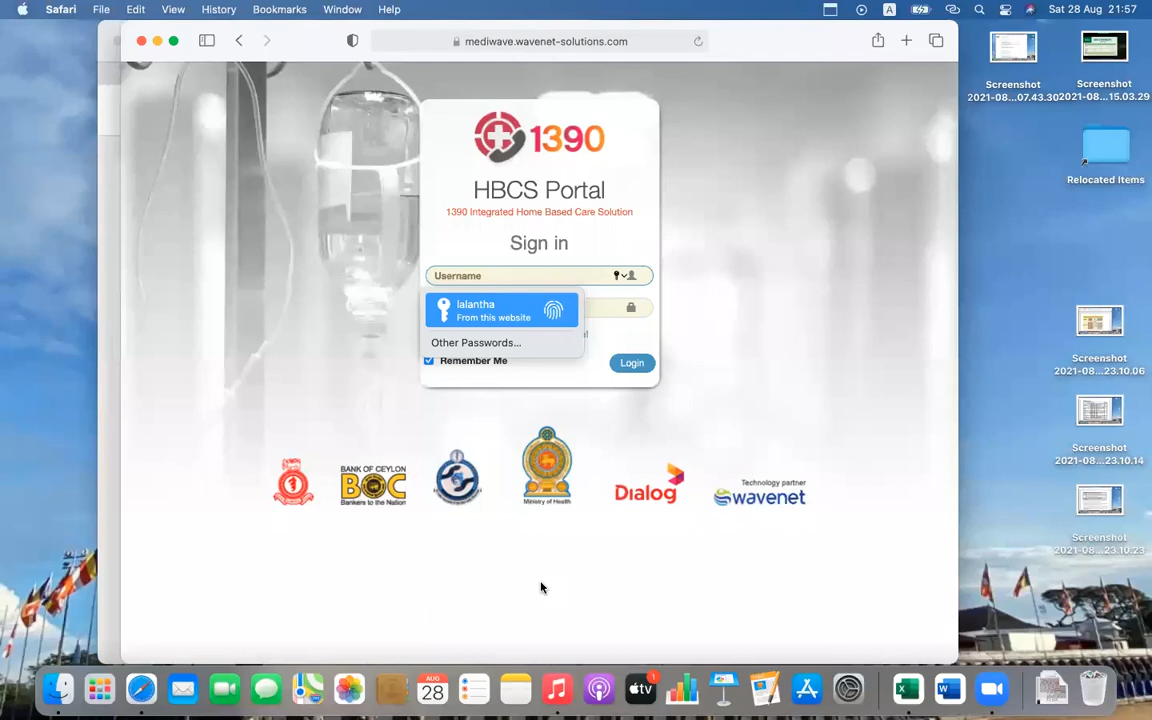 Safari File Edit View History Bookmarks Window Help A Sat 28 Aug 21:57
mediwave.wavenet-solutions.com
1390
HBCS Portal
1390 Integrated Home Based Care Solution
Sign in
Username
lalantha
From this website
Other Passwords...
Remember Me
Login
BANK OF CEYLON
BOC
Bankers to the Nation
Ministry of Health
Dialog
Technology partner
wavenet
Screenshot
2021-08...07.43.30
Screenshot
2021-08...15.03.29
Relocated Items
Screenshot
2021-08...23.10.06
Screenshot
2021-08...23.10.14
Screenshot
2021-08...23.10.23
AUG
28
tv
1
X
W